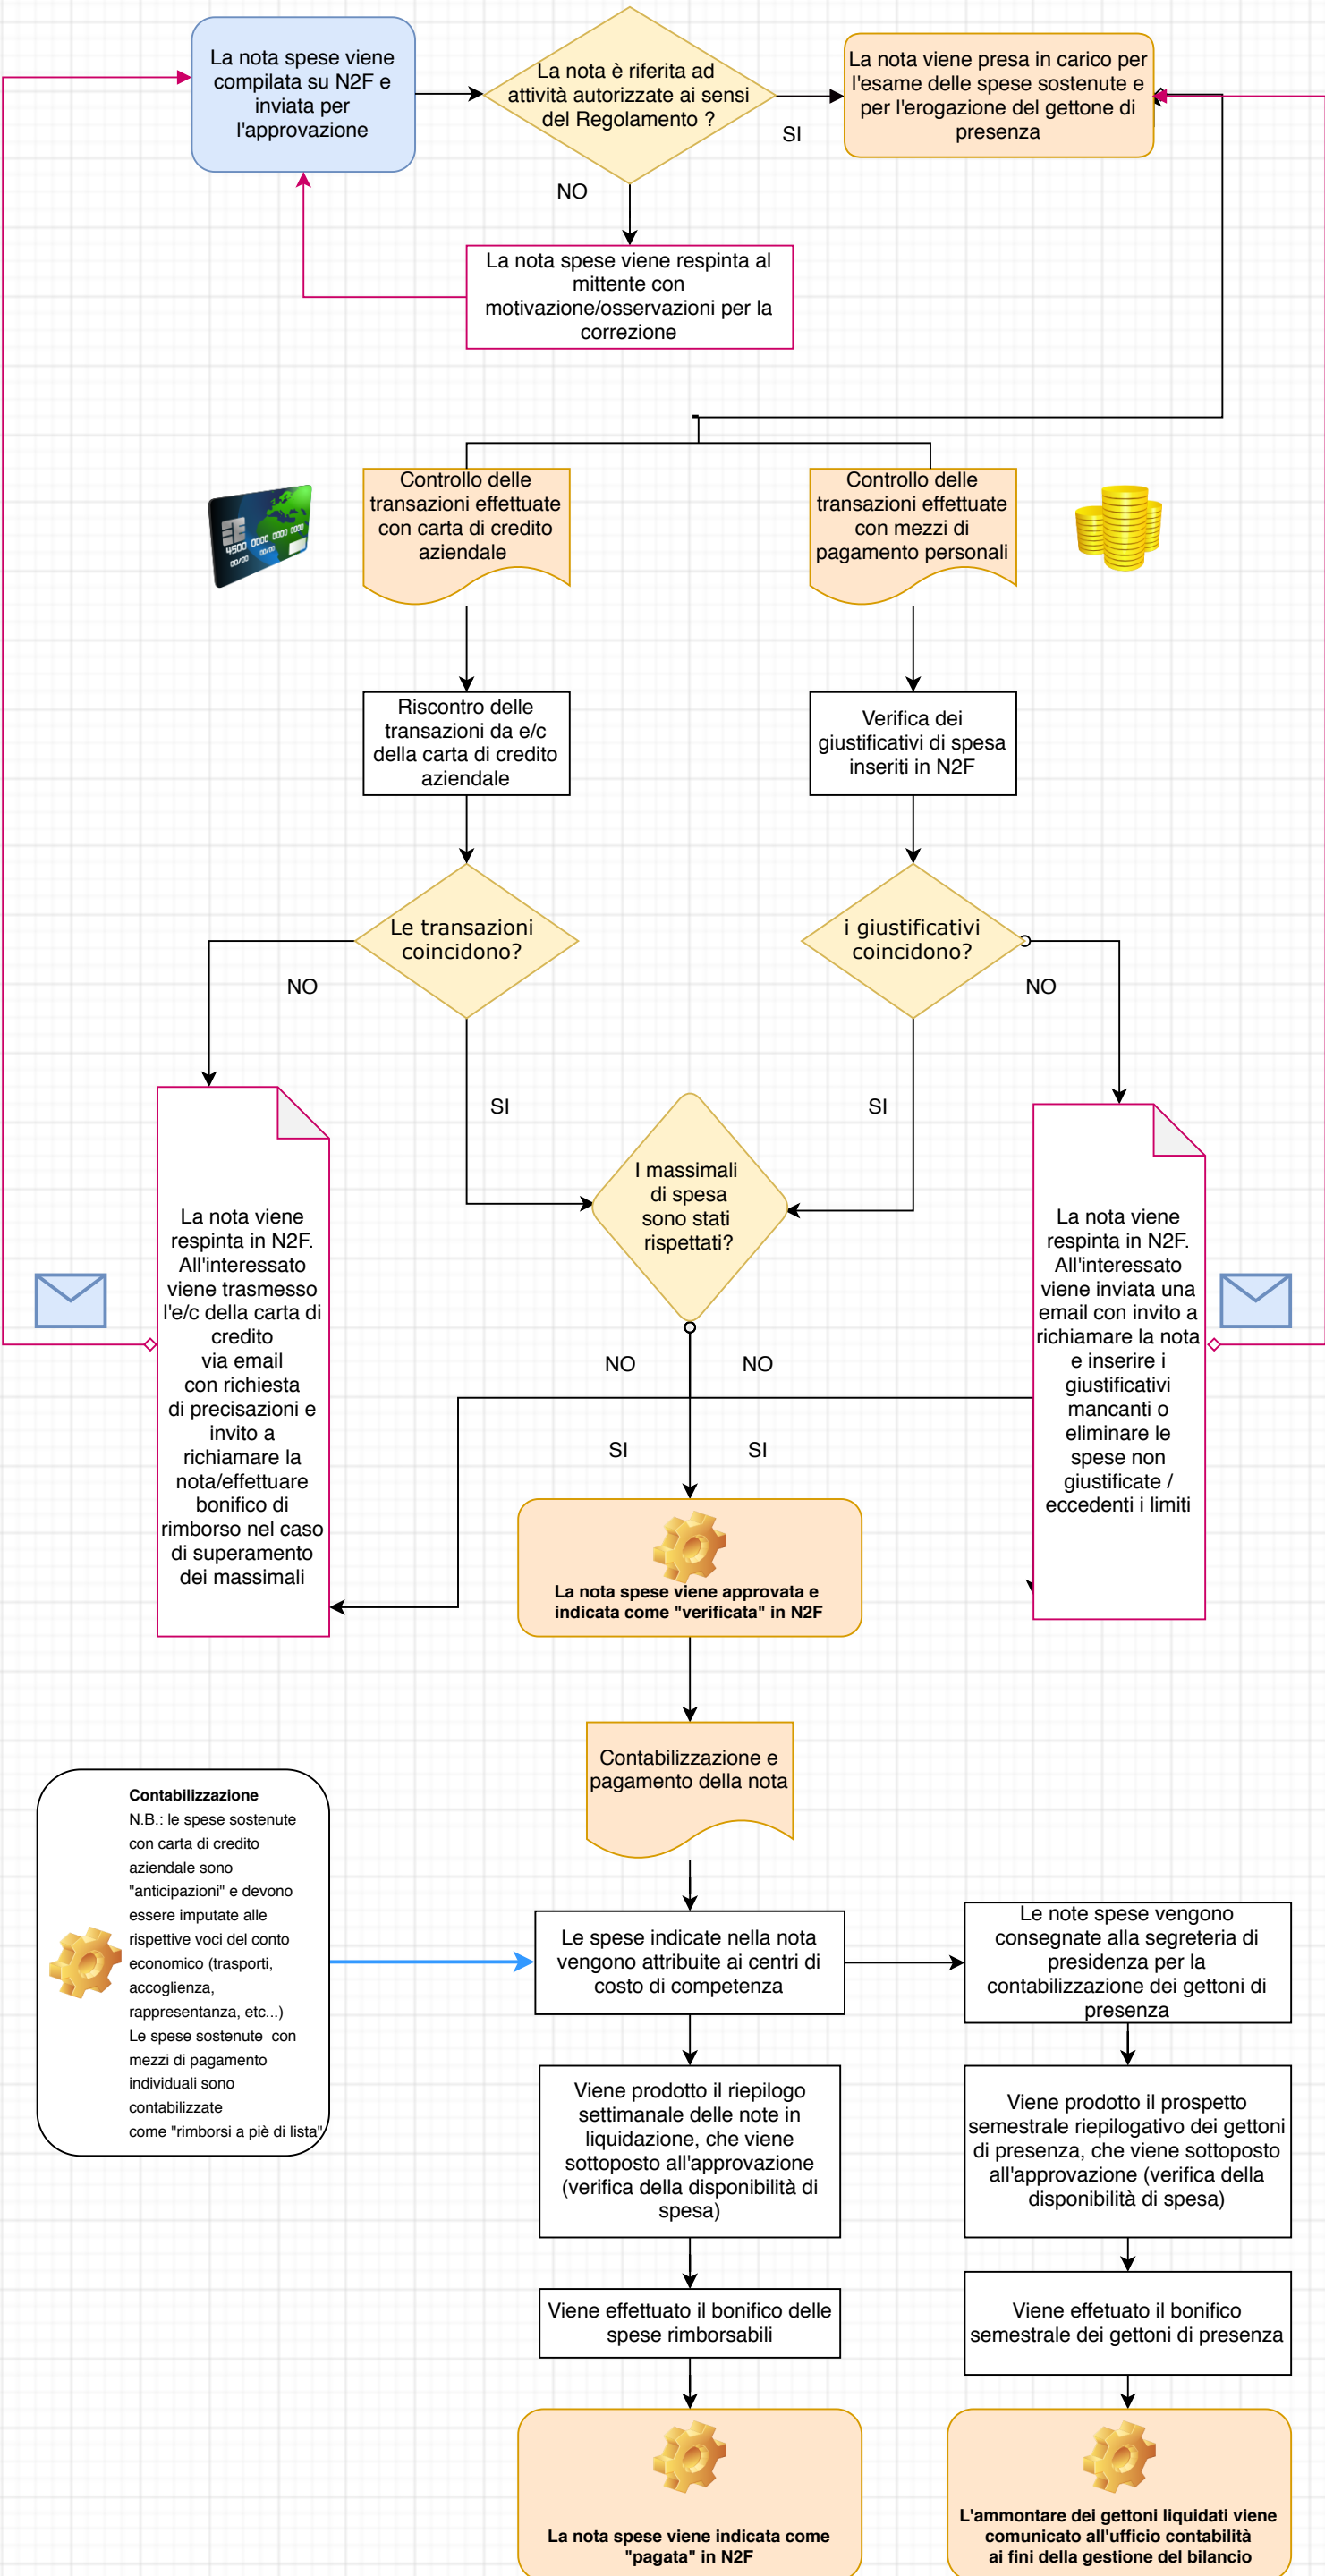 La nota spese viene
compilata su N2F e
inviata per
l'approvazione
La nota è riferita ad
attività autorizzate ai sensi
del Regolamento ?
La nota viene presa in carico per
l'esame delle spese sostenute e
per l'erogazione del gettone di
presenza
SI
NO
La nota spese viene respinta al
mittente con
motivazione/osservazioni per la
correzione
Controllo delle
transazioni effettuate
con carta di credito
aziendale
Controllo delle
transazioni effettuate
con mezzi di
pagamento personali
4500 0000 0000 0000
00/00 00/00
Riscontro delle
transazioni da e/c
della carta di credito
aziendale
Verifica dei
giustificativi di spesa
inseriti in N2F
Le transazioni
coincidono?
i giustificativi
coincidono?
NO
NO
SI
SI
I massimali
di spesa
sono stati
rispettati?
La nota viene
respinta in N2F.
All'interessato
viene trasmesso
l'e/c della carta di
credito
via email
con richiesta
di precisazioni e
invito a
richiamare la
nota/effettuare
bonifico di
rimborso nel caso
di superamento
dei massimali
La nota viene
respinta in N2F.
All'interessato
viene inviata una
email con invito a
richiamare la nota
e inserire i
giustificativi
mancanti o
eliminare le
spese non
giustificate /
eccedenti i limiti
NO
NO
SI
SI
La nota spese viene approvata e
indicata come "verificata" in N2F
Contabilizzazione e
pagamento della nota
Contabilizzazione
N.B.: le spese sostenute
con carta di credito
aziendale sono
"anticipazioni" e devono
essere imputate alle
rispettive voci del conto
economico (trasporti,
accoglienza,
rappresentanza, etc...)
Le spese sostenute  con
mezzi di pagamento
individuali sono
contabilizzate
come "rimborsi a piè di lista"
Le spese indicate nella nota
vengono attribuite ai centri di
costo di competenza
Le note spese vengono
consegnate alla segreteria di
presidenza per la
contabilizzazione dei gettoni di
presenza
Viene prodotto il riepilogo
settimanale delle note in
liquidazione, che viene
sottoposto all'approvazione
(verifica della disponibilità di
spesa)
Viene prodotto il prospetto
semestrale riepilogativo dei gettoni
di presenza, che viene sottoposto
all'approvazione (verifica della
disponibilità di spesa)
Viene effettuato il bonifico delle
spese rimborsabili
Viene effetuato il bonifico
semestrale dei gettoni di presenza
La nota spese viene indicata come
"pagata" in N2F
L'ammontare dei gettoni liquidati viene
comunicato all'ufficio contabilità
ai fini della gestione del bilancio